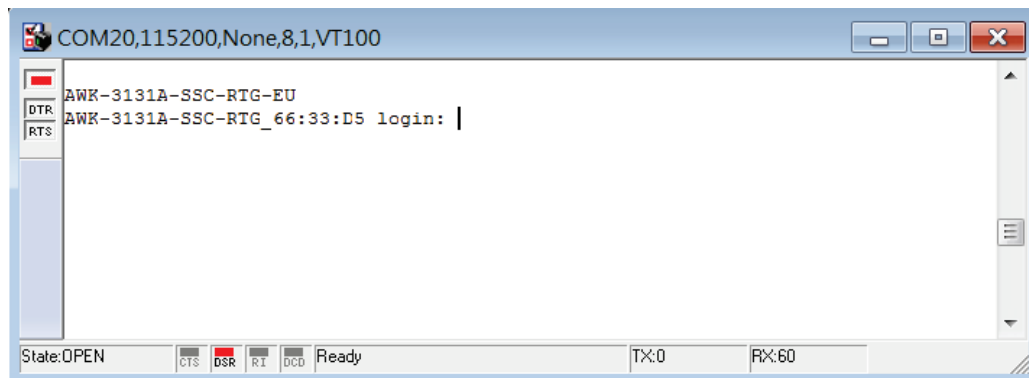 COM20,115200,None,8,1,VT100
DTR
RTS
AWK-3131A-SSC-RTG-EU
AWK-3131A-SSC-RTG_66:33:D5 login:
State:OPEN CTS DSR RI DCD Ready TX:0 RX:60